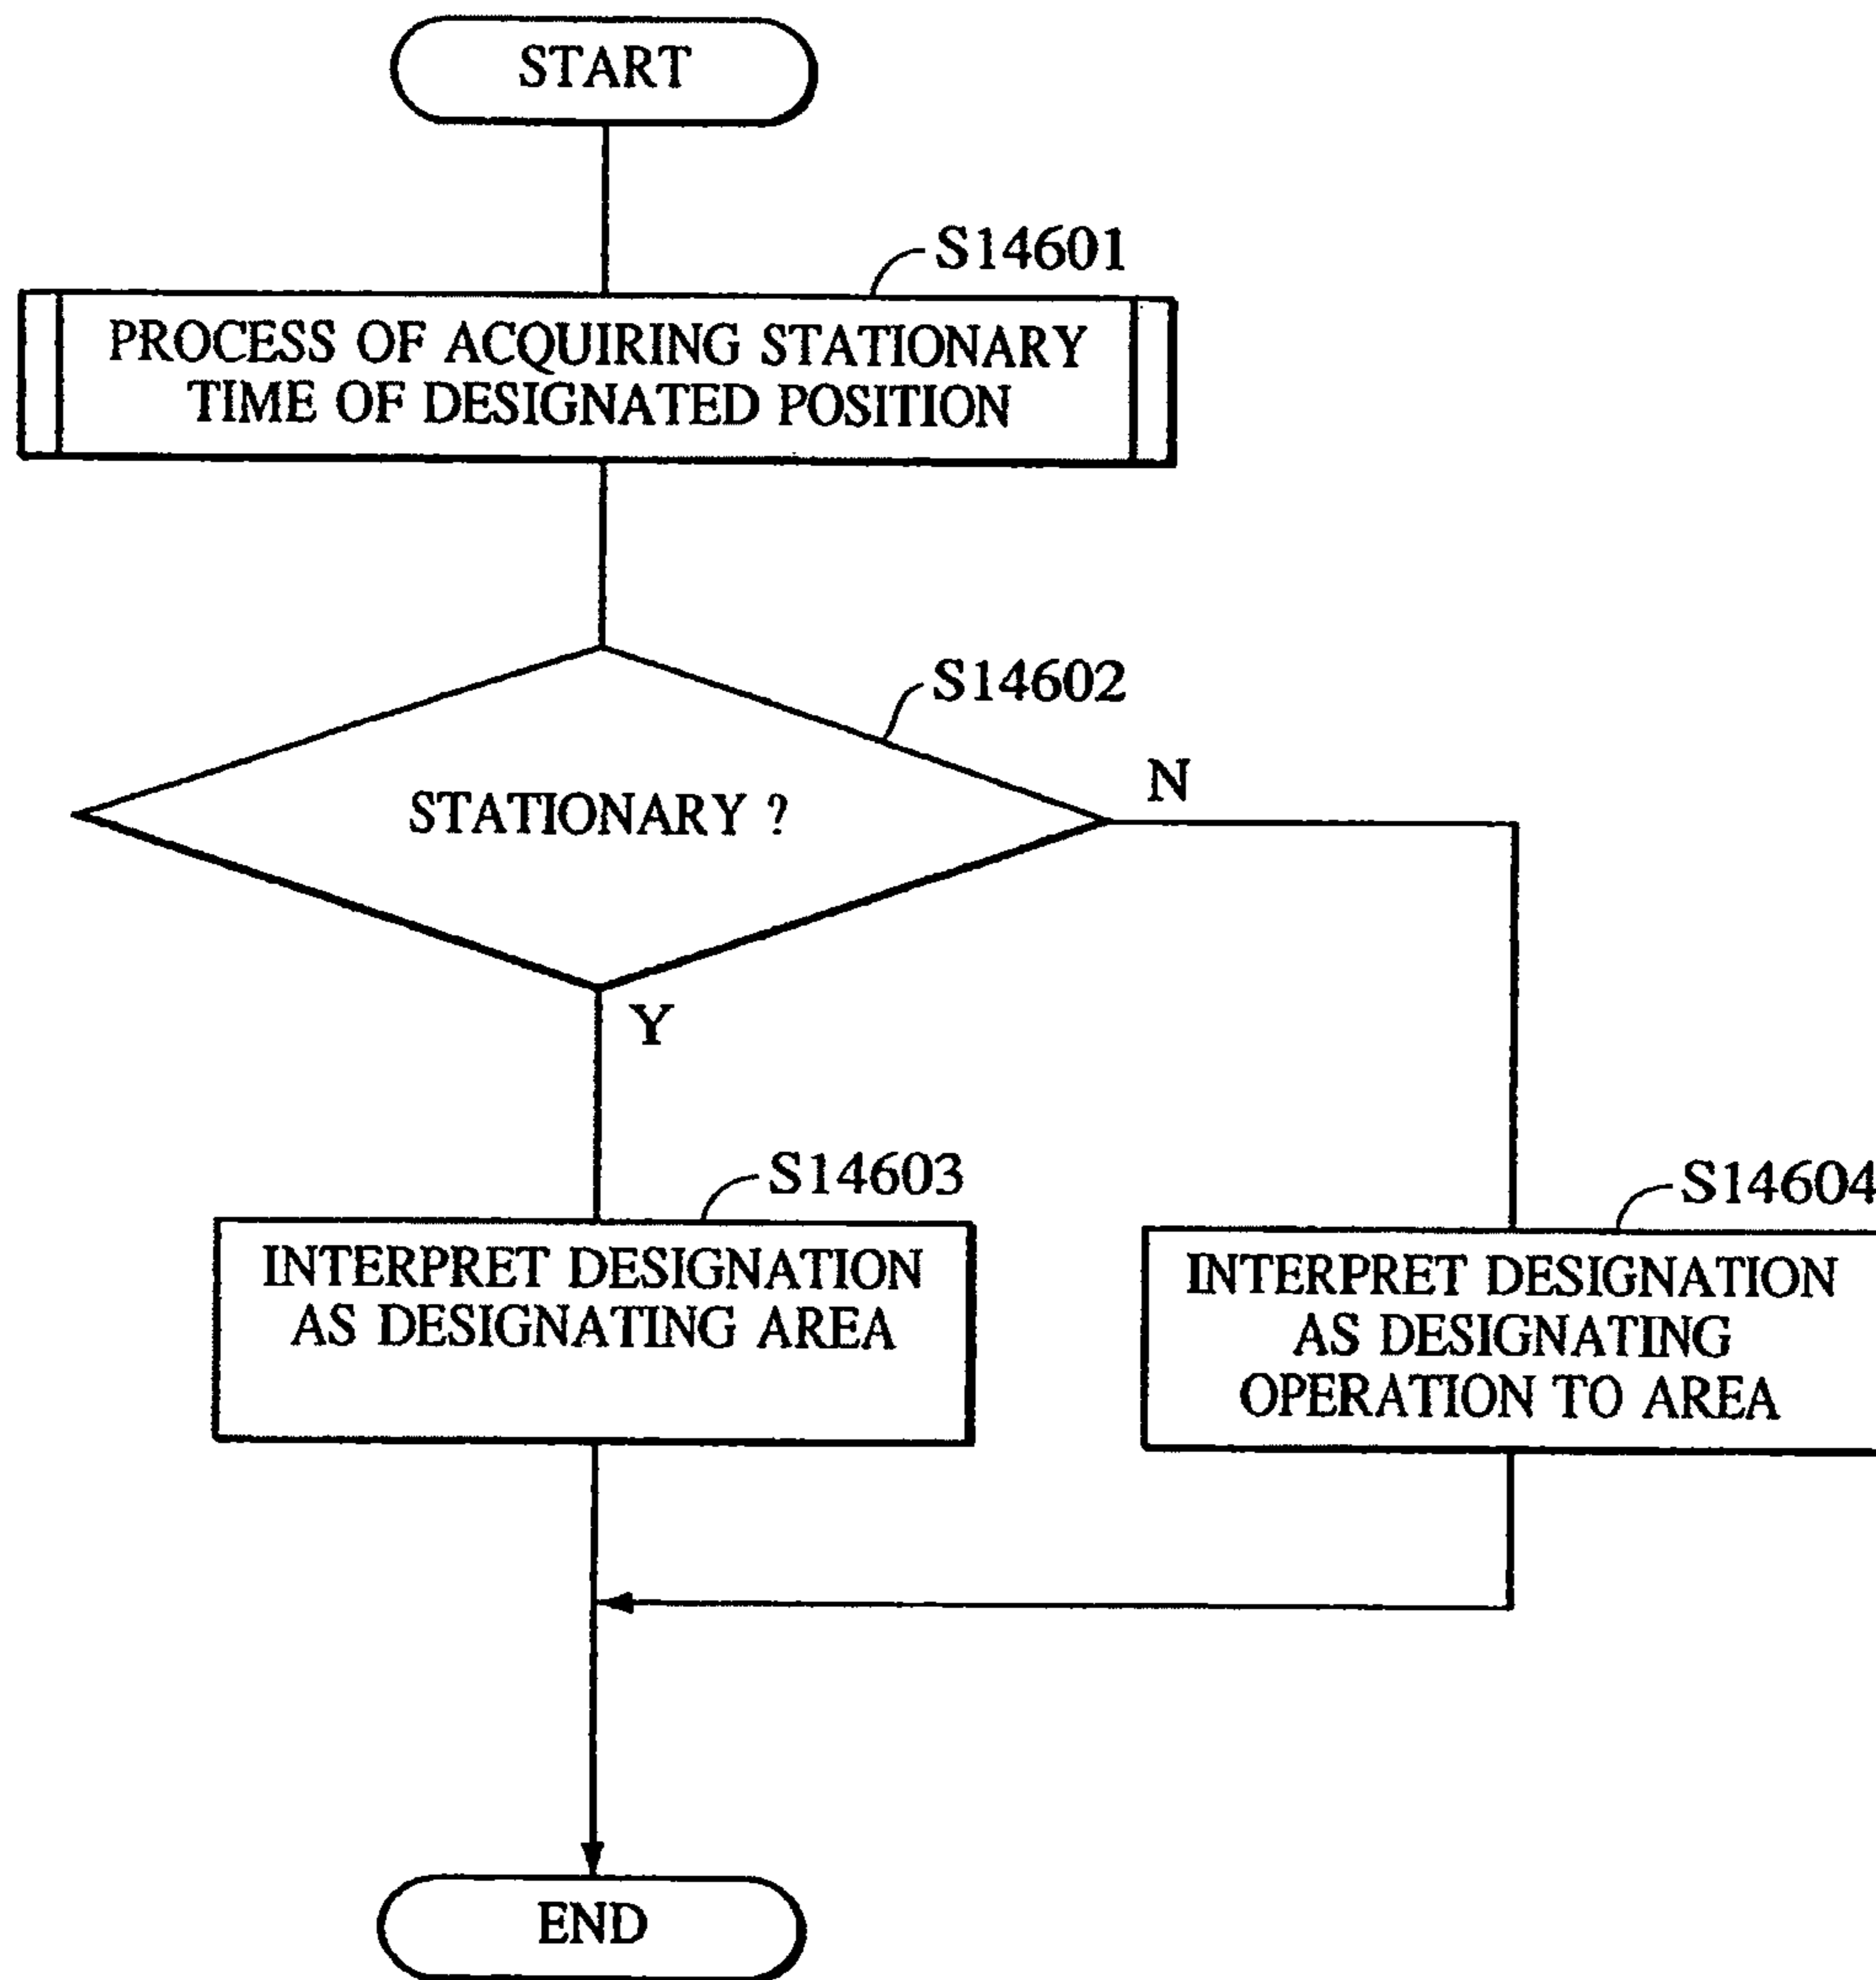 START
S14601
PROCESS OF ACQUIRING STATIONARY
TIME OF DESIGNATED POSITION
S14602
STATIONARY ?
N
Y
S14603
INTERPRET DESIGNATION
AS DESIGNATING AREA
S14604
INTERPRET DESIGNATION
AS DESIGNATING
OPERATION TO AREA
END